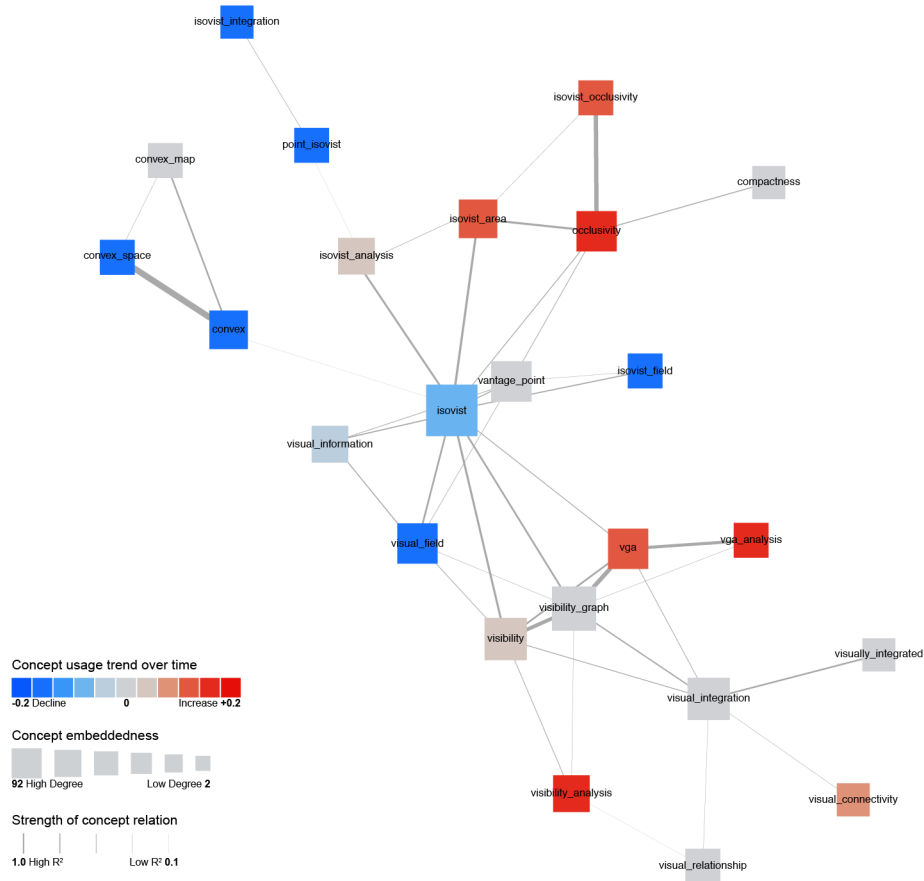 isovist_integration
isovist_occlusivity
point_isovist
convex_map
compactness
isovist_area
occlusivity
convex_space
isovist_analysis
convex
isovist_field
vantage_point
isovist
visual_information
vga
vga_analysis
visual_field
visibility_graph
visibility
visually_integrated
visual_integration
visibility_analysis
visual_connectivity
visual_relationship
Concept usage trend over time
-0.2 Decline 0 Increase +0.2
Concept embeddedness
92 High Degree Low Degree 2
Strength of concept relation
1.0 High R² Low R² 0.1